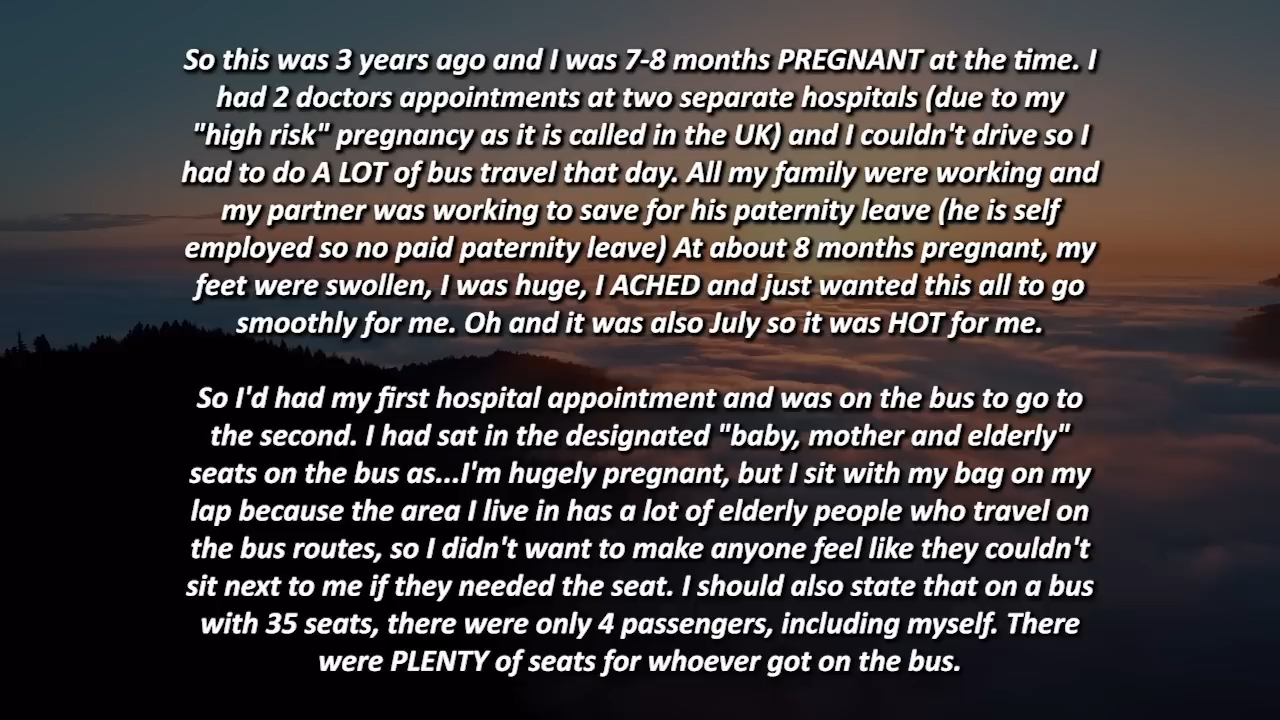 So this was 3 years ago and I was 7-8 months PREGNANT at the time. I
had 2 doctors appointments at two separate hospitals (due to my
"high risk" pregnancy as it is called in the UK) and I couldn't drive so I
had to do A LOT of bus travel that day. All my family were working and
my partner was working to save for his paternity leave (he is self
employed so no paid paternity leave) At about 8 months pregnant, my
feet were swollen, I was huge, I ACHED and just wanted this all to go
smoothly for me. Oh and it was also July so it was HOT for me.
So I'd had my first hospital appointment and was on the bus to go to
the second. I had sat in the designated "baby, mother and elderly"
seats on the bus as...I'm hugely pregnant, but I sit with my bag on my
lap because the area I live in has a lot of elderly people who travel on
the bus routes, so I didn't want to make anyone feel like they couldn't
sit next to me if they needed the seat. I should also state that on a bus
with 35 seats, there were only 4 passengers, including myself. There
were PLENTY of seats for whoever got on the bus.